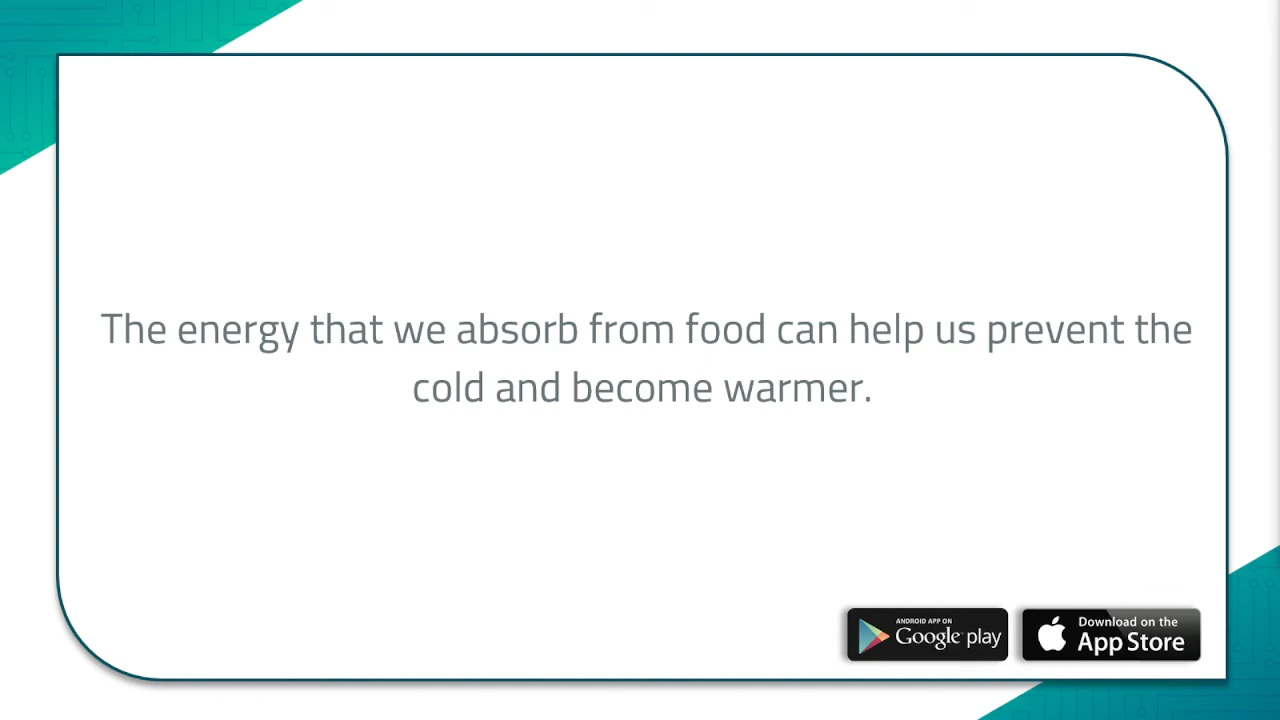 The energy that we absorb from food can help us prevent the
cold and become warmer.
ANDROID APP ON
Google play
Download on the
App Store